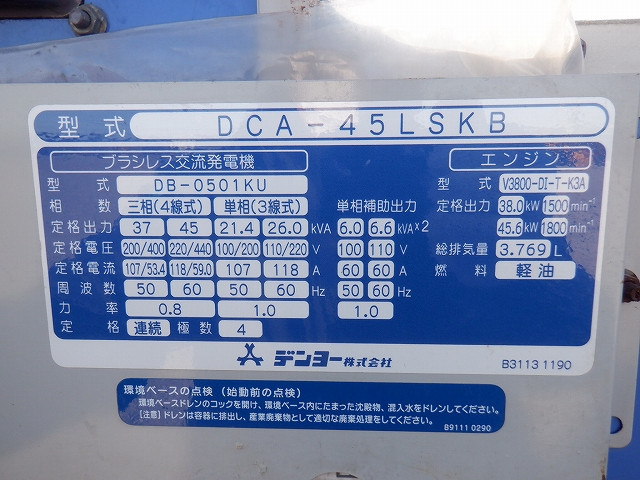 型式 DCA-45LSKB
ブラシレス交流発電機 エンジン
型式 DB-0501KU 型式 V3800-DI-T-K3A
相数 三相(4線式) 単相(3線式) 単相補助出力 定格出力 38.0 kW 1500 min⁻¹
定格出力 37 45 21.4 26.0 kVA 6.0 6.6 kVA×2 45.6 kW 1800 min⁻¹
定格電圧 200/400 220/440 100/200 110/220 V 100 110 V 総排気量 3.769 L
定格電流 107/53.4 118/59.0 107 118 A 60 60 A 燃料 軽油
周波数 50 60 50 60 Hz 50 60 Hz
力率 0.8 1.0 1.0
定格 連続 極数 4
デンヨー株式会社 B3113 1190
環境ベースの点検(始動前の点検)
環境ベースドレンのコックを開け、環境ベース内にたまった沈殿物、混入水をドレンしてください。
[注意]ドレンは容器に排出し、産業廃棄物として適切な廃棄処理をしてください。
B9111 0290